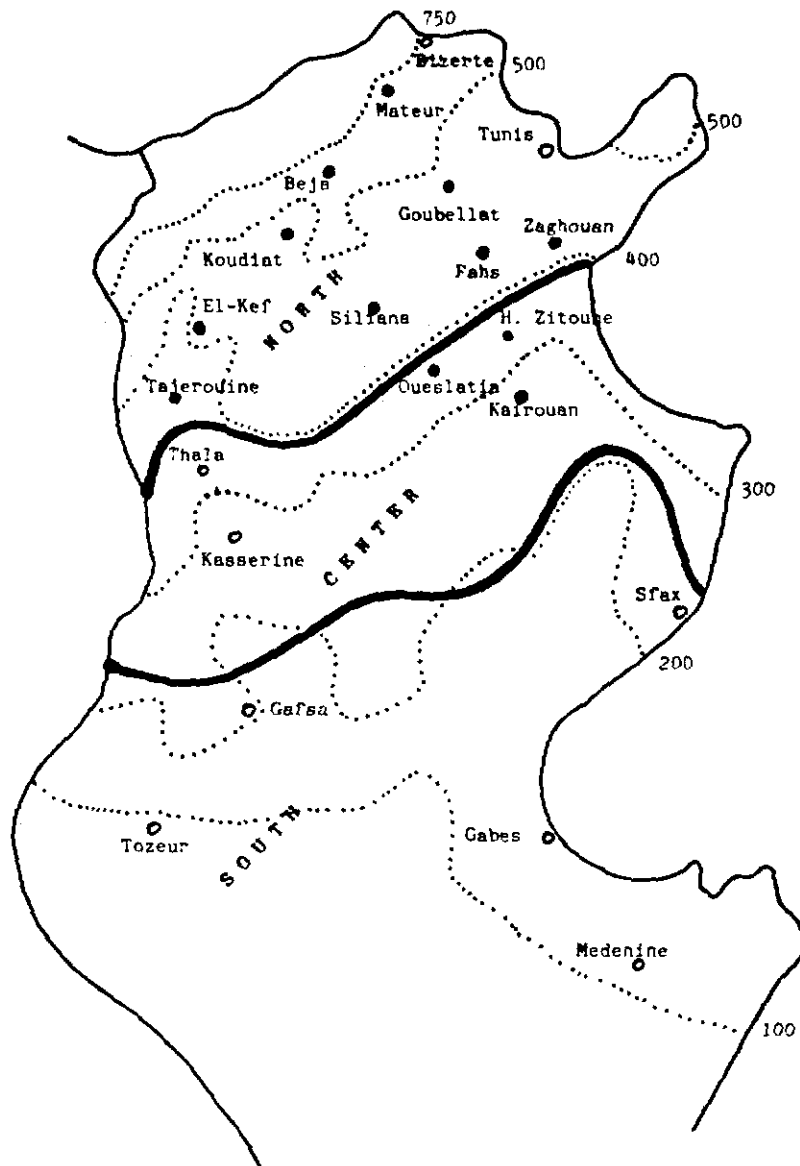 750
Bizerte
500
Mateur
Tunis
500
Beja
Goubellat
Zaghouan
Koudiat
Fahs
400
El-Kef
NORTH
Siliana
H. Zitoune
Tajerouine
Oueslatia
Kairouan
Thala
300
CENTER
Kasserine
Sfax
200
Gafsa
SOUTH
Tozeur
Gabes
Medenine
100